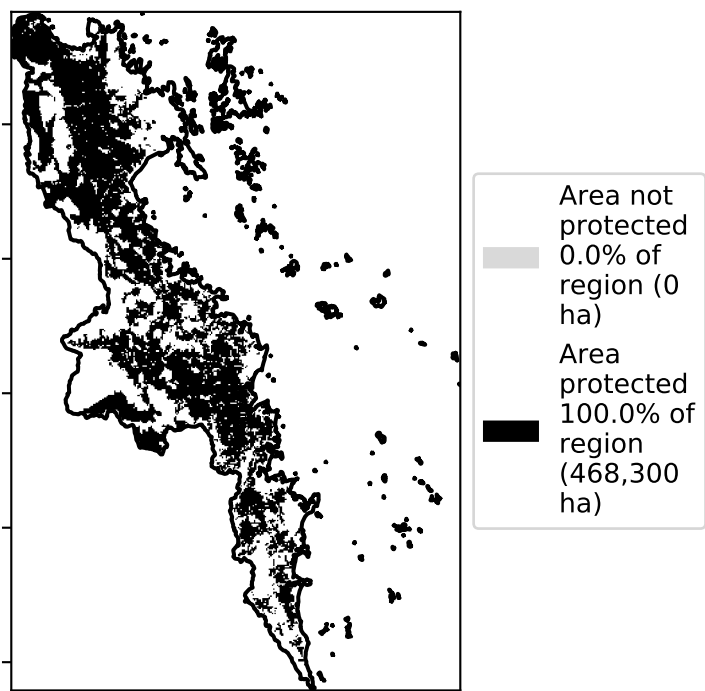 Area not
protected
0.0% of
region (0
ha)
Area
protected
100.0% of
region
(468,300
ha)